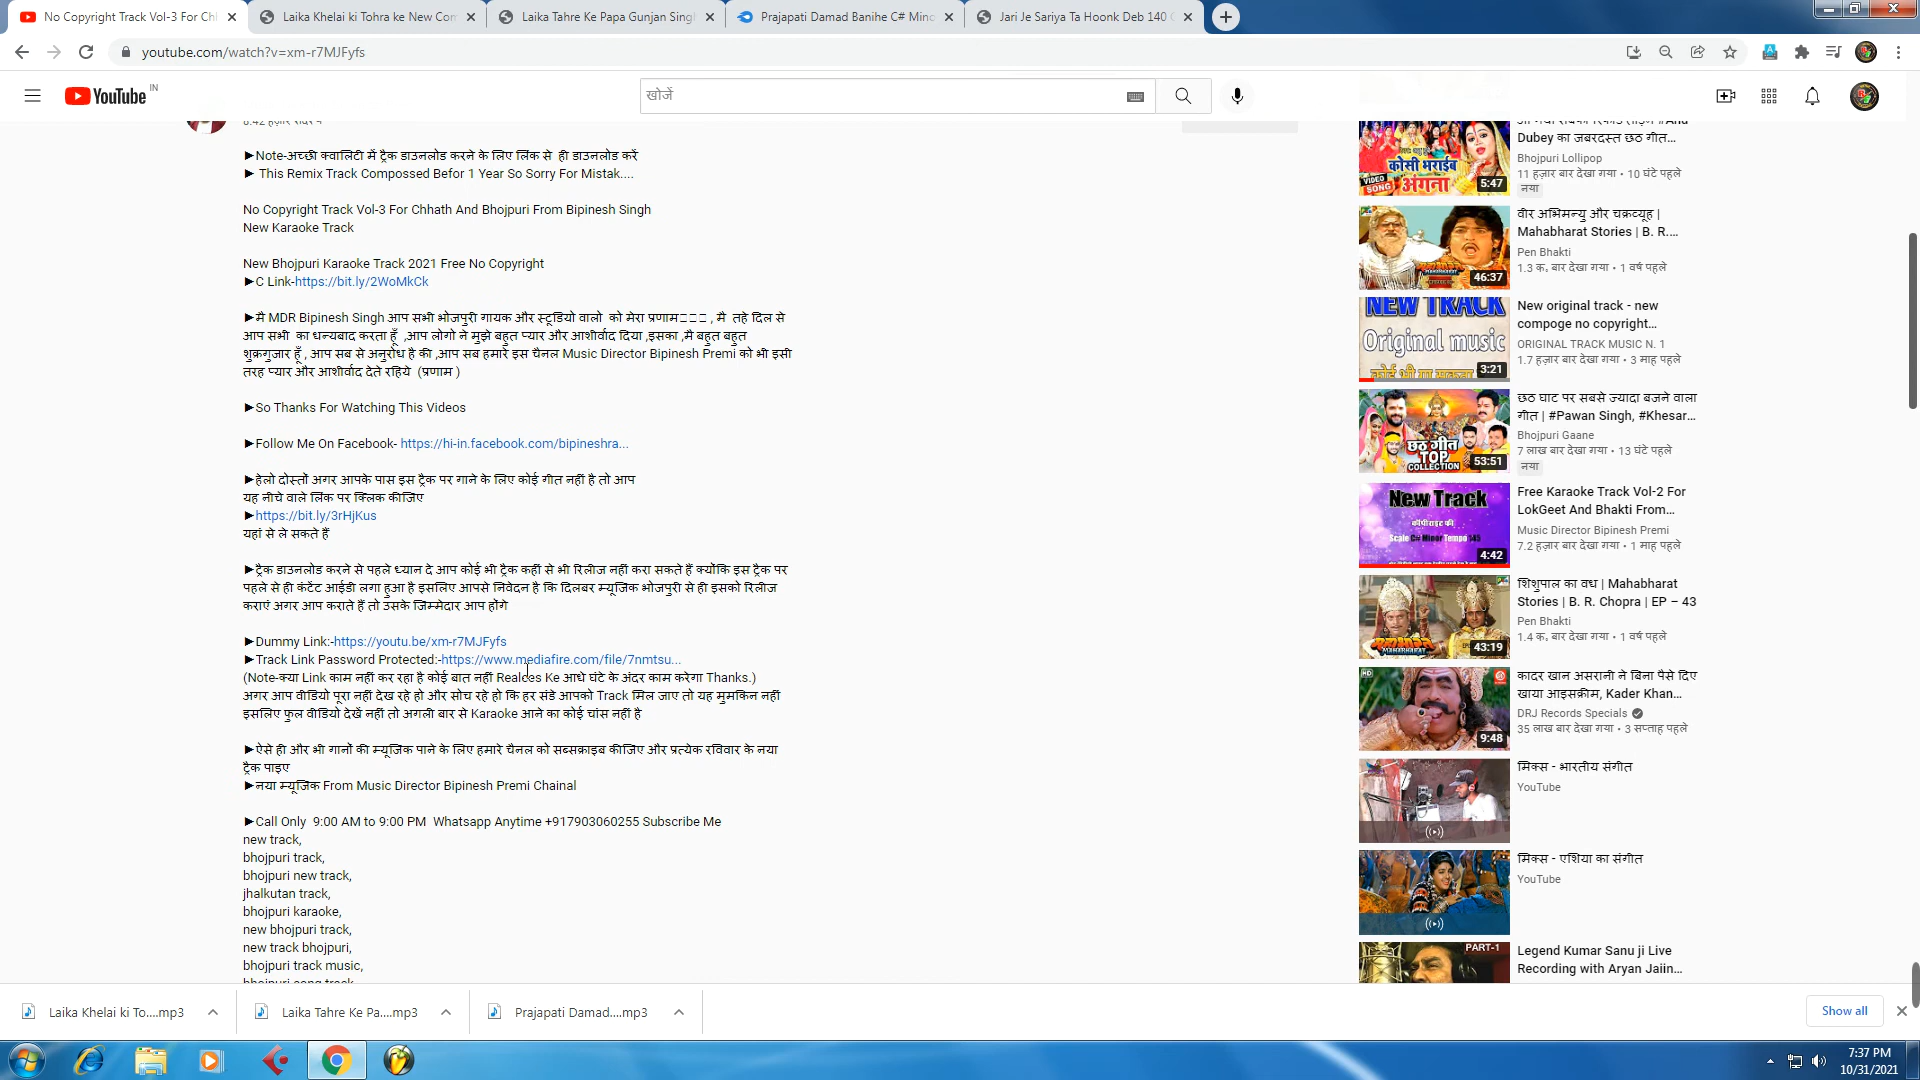 No Copyright Track Vol-3 For Chh
Laika Khelai ki Tohra ke New Com
Laika Tahre Ke Papa Gunjan Sing
Prajapati Damad Banihe C# Mino
Jari Je Sariya Ta Hoonk Deb 140
youtube.com/watch?v=xm-r7MJFyfs
YouTube IN
खोजें
►Note-अच्छी क्वालिटी में ट्रैक डाउनलोड करने के लिए लिंक से ही डाउनलोड करें
► This Remix Track Compossed Befor 1 Year So Sorry For Mistak....
No Copyright Track Vol-3 For Chhath And Bhojpuri From Bipinesh Singh
New Karaoke Track
New Bhojpuri Karaoke Track 2021 Free No Copyright
►C Link-https://bit.ly/2WoMkCk
►मै MDR Bipinesh Singh आप सभी भोजपुरी गायक और स्टूडियो वालो को मेरा प्रणाम□□□ , मै तहे दिल से
आप सभी का धन्यबाद करता हूँ ,आप लोगो ने मुझे बहुत प्यार और आशीर्वाद दिया ,इसका ,मै बहुत बहुत
शुक्रगुजार हूँ , आप सब से अनुरोध है की ,आप सब हमारे इस चैनल Music Director Bipinesh Premi को भी इसी
तरह प्यार और आशीर्वाद देते रहिये (प्रणाम )
►So Thanks For Watching This Videos
►Follow Me On Facebook- https://hi-in.facebook.com/bipineshra...
►हेलो दोस्तों अगर आपके पास इस ट्रैक पर गाने के लिए कोई गीत नहीं है तो आप
यह नीचे वाले लिंक पर क्लिक कीजिए
►https://bit.ly/3rHjKus
यहां से ले सकते हैं
►ट्रैक डाउनलोड करने से पहले ध्यान दे आप कोई भी ट्रैक कहीं से भी रिलीज नहीं करा सकते हैं क्योंकि इस ट्रैक पर
पहले से ही कंटेंट आईडी लगा हुआ है इसलिए आपसे निवेदन है कि दिलबर म्यूजिक भोजपुरी से ही इसको रिलीज
कराएं अगर आप कराते हैं तो उसके जिम्मेदार आप होंगे
►Dummy Link:-https://youtu.be/xm-r7MJFyfs
►Track Link Password Protected:-https://www.mediafire.com/file/7nmtsu...
(Note-क्या Link काम नहीं कर रहा है कोई बात नहीं Realces Ke आधे घंटे के अंदर काम करेगा Thanks.)
अगर आप वीडियो पूरा नहीं देख रहे हो और सोच रहे हो कि हर संडे आपको Track मिल जाए तो यह मुमकिन नहीं
इसलिए फुल वीडियो देखें नहीं तो अगली बार से Karaoke आने का कोई चांस नहीं है
►ऐसे ही और भी गानों की म्यूजिक पाने के लिए हमारे चैनल को सब्सक्राइब कीजिए और प्रत्येक रविवार के नया
ट्रैक पाइए
►नया म्यूजिक From Music Director Bipinesh Premi Chainal
►Call Only 9:00 AM to 9:00 PM Whatsapp Anytime +917903060255 Subscribe Me
new track,
bhojpuri track,
bhojpuri new track,
jhalkutan track,
bhojpuri karaoke,
new bhojpuri track,
new track bhojpuri,
bhojpuri track music,
कोसी भराईब
अंगना
VIDEO SONG
5:47
Dubey का जबरदस्त छठ गीत...
Bhojpuri Lollipop
11 हज़ार बार देखा गया • 10 घंटे पहले
नया
46:37
वीर अभिमन्यु और चक्रव्यूह |
Mahabharat Stories | B. R....
Pen Bhakti
1.3 क॰ बार देखा गया • 1 वर्ष पहले
NEW TRACK
Original music
3:21
New original track - new
compoge no copyright...
ORIGINAL TRACK MUSIC N. 1
1.7 हज़ार बार देखा गया • 3 माह पहले
छठ गीत
TOP
COLLECTION
53:51
छठ घाट पर सबसे ज्यादा बजने वाला
गीत | #Pawan Singh, #Khesar...
Bhojpuri Gaane
7 लाख बार देखा गया • 13 घंटे पहले
नया
New Track
कॉपीराइट फ्री
Scale C# Minor Tempo 145
4:42
Free Karaoke Track Vol-2 For
LokGeet And Bhakti From...
Music Director Bipinesh Premi
7.2 हज़ार बार देखा गया • 1 माह पहले
43:19
शिशुपाल का वध | Mahabharat
Stories | B. R. Chopra | EP – 43
Pen Bhakti
1.4 क॰ बार देखा गया • 1 वर्ष पहले
HD
9:48
कादर खान असरानी ने बिना पैसे दिए
खाया आइसक्रीम, Kader Khan...
DRJ Records Specials
35 लाख बार देखा गया • 3 सप्ताह पहले
मिक्स - भारतीय संगीत
YouTube
मिक्स - एशिया का संगीत
YouTube
PART-1
Legend Kumar Sanu ji Live
Recording with Aryan Jaiin...
Laika Khelai ki To....mp3
Laika Tahre Ke Pa....mp3
Prajapati Damad....mp3
Show all
7:37 PM
10/31/2021